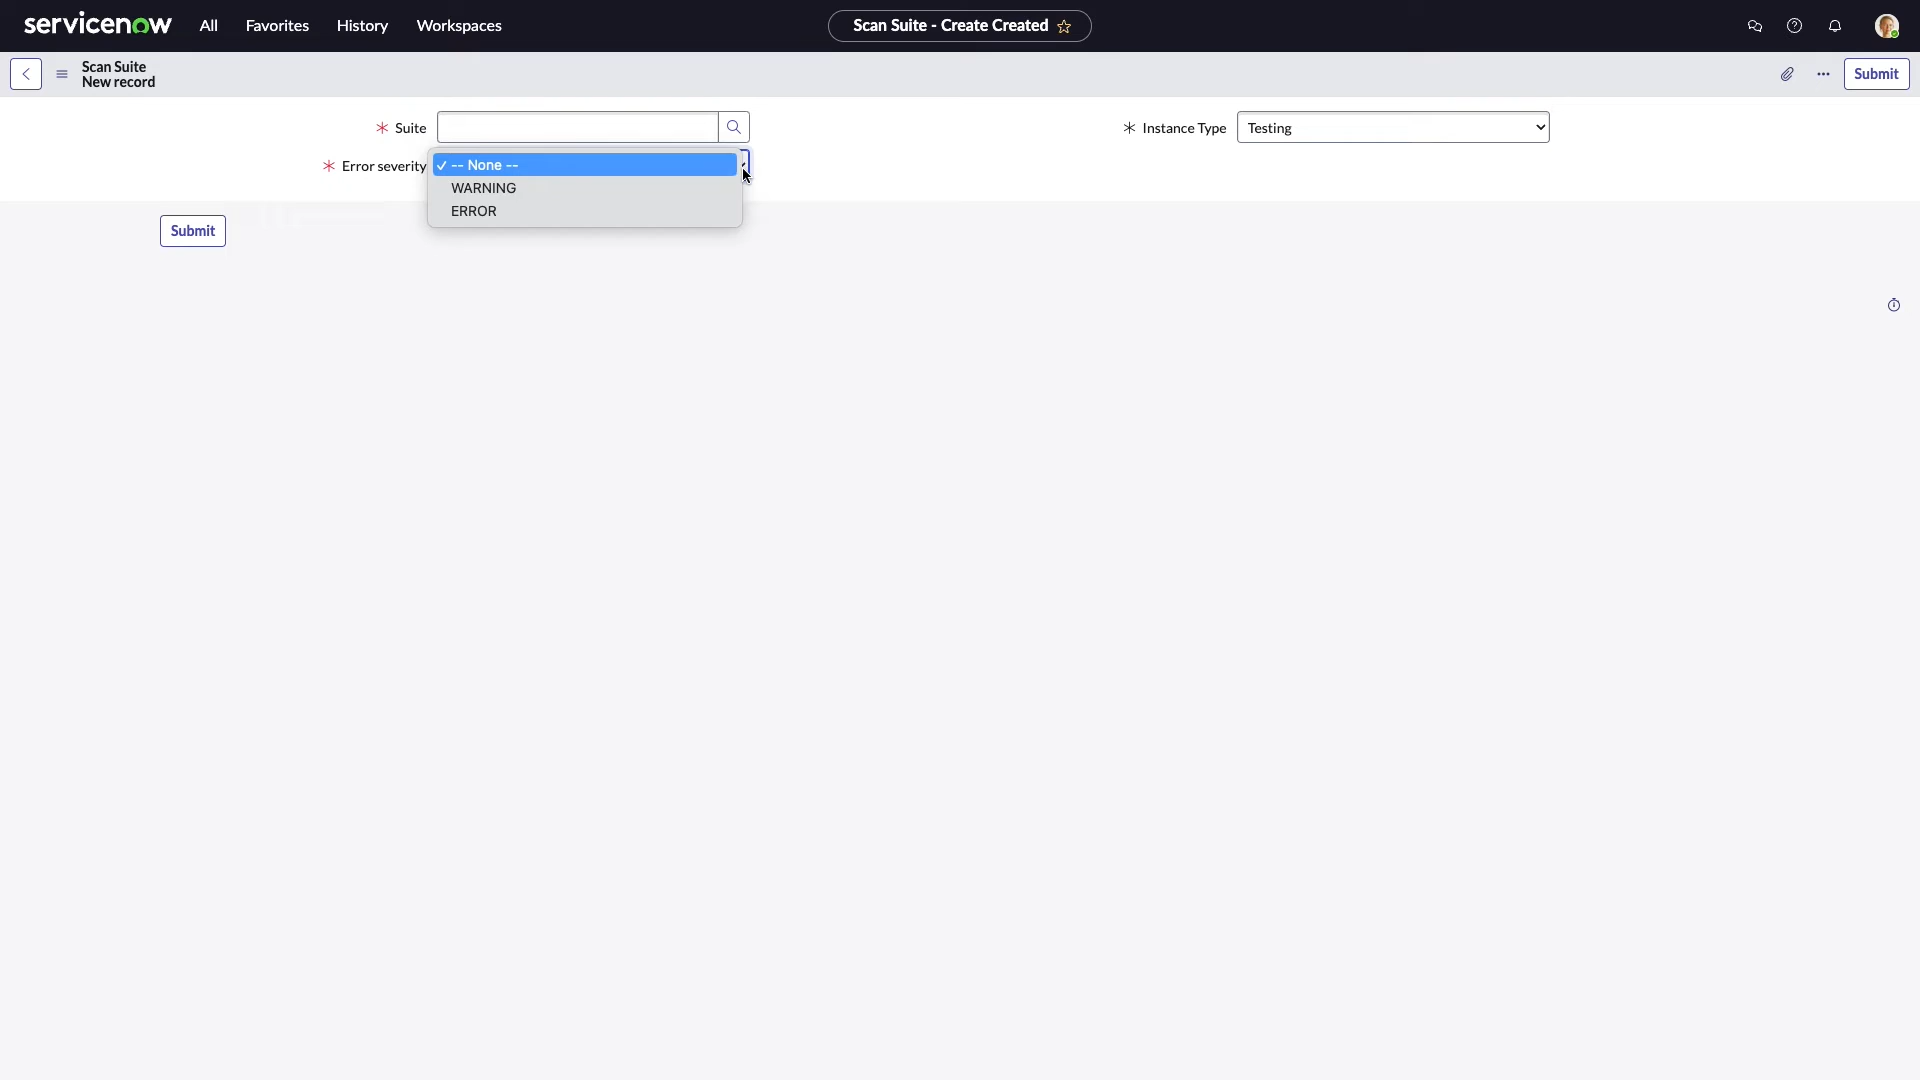 servicenow All Favorites History Workspaces Scan Suite - Create Created
Scan Suite
New record
Submit
Suite
Instance Type Testing
Error severity
-- None --
WARNING
ERROR
Submit